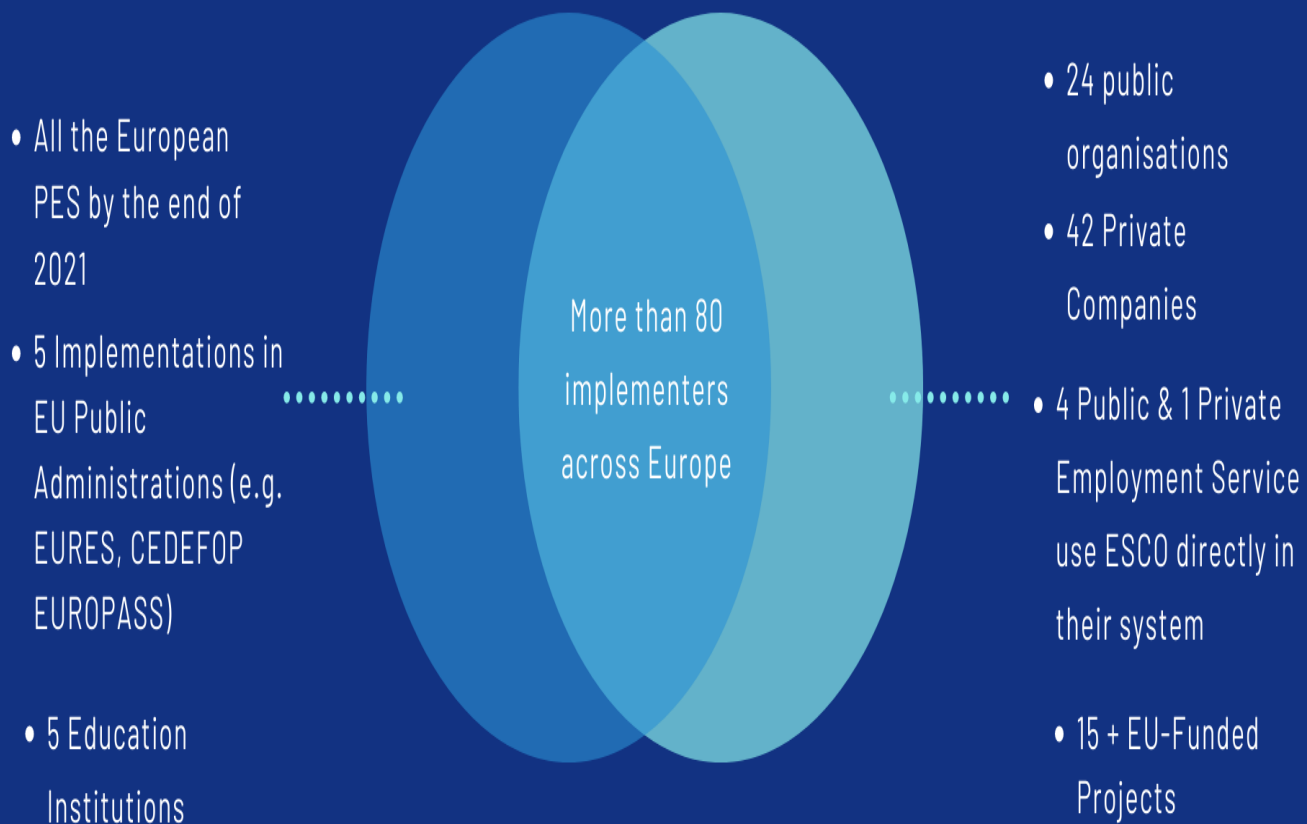 • All the European
PES by the end of
2021
• 5 Implementations in
EU Public
Administrations (e.g.
EURES, CEDEFOP
EUROPASS)
• 5 Education
Institutions
More than 80
implementers
across Europe
• 24 public
organisations
• 42 Private
Companies
• 4 Public & 1 Private
Employment Service
use ESCO directly in
their system
• 15 + EU-Funded
Projects